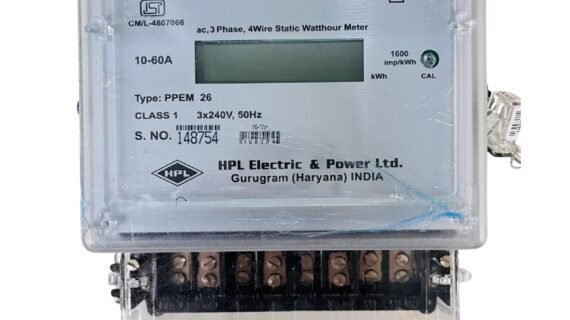 ISI
CM/L-4807066
ac,3 Phase, 4Wire Static Watthour Meter
10-60A
1600
imp/kWh
kWh
CAL
Type: PPEM 26
CLASS 1 3x240V, 50Hz
S. NO. 148754
HPL
HPL Electric & Power Ltd.
Gurugram (Haryana) INDIA